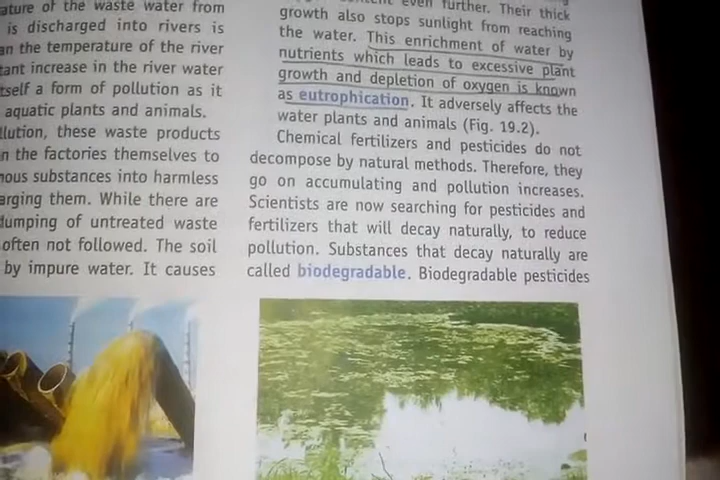 ature of the waste water from
is discharged into rivers is
an the temperature of the river
tant increase in the river water
tself a form of pollution as it
aquatic plants and animals.
llution, these waste products
n the factories themselves to
nous substances into harmless
arging them. While there are
dumping of untreated waste
often not followed. The soil
by impure water. It causes
even further. Their thick
growth also stops sunlight from reaching
the water. This enrichment of water by
nutrients which leads to excessive plant
growth and depletion of oxygen is known
as eutrophication. It adversely affects the
water plants and animals (Fig. 19.2).
Chemical fertilizers and pesticides do not
decompose by natural methods. Therefore, they
go on accumulating and pollution increases.
Scientists are now searching for pesticides and
fertilizers that will decay naturally, to reduce
pollution. Substances that decay naturally are
called biodegradable. Biodegradable pesticides